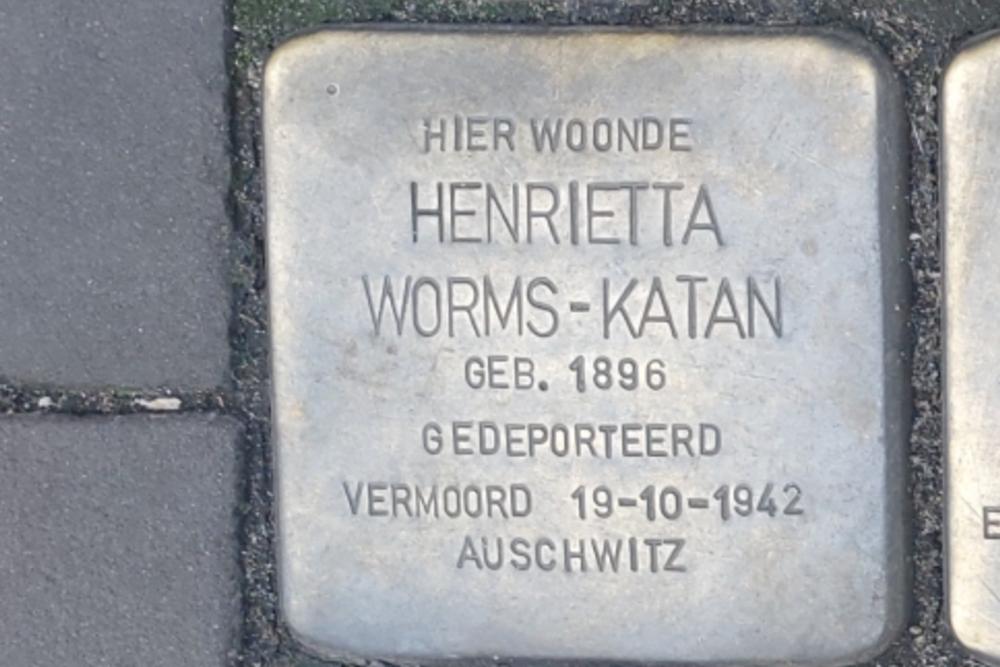 HIER WOONDE
HENRIETTA
WORMS-KATAN
GEB. 1896
GEDEPORTEERD
VERMOORD 19-10-1942
AUSCHWITZ